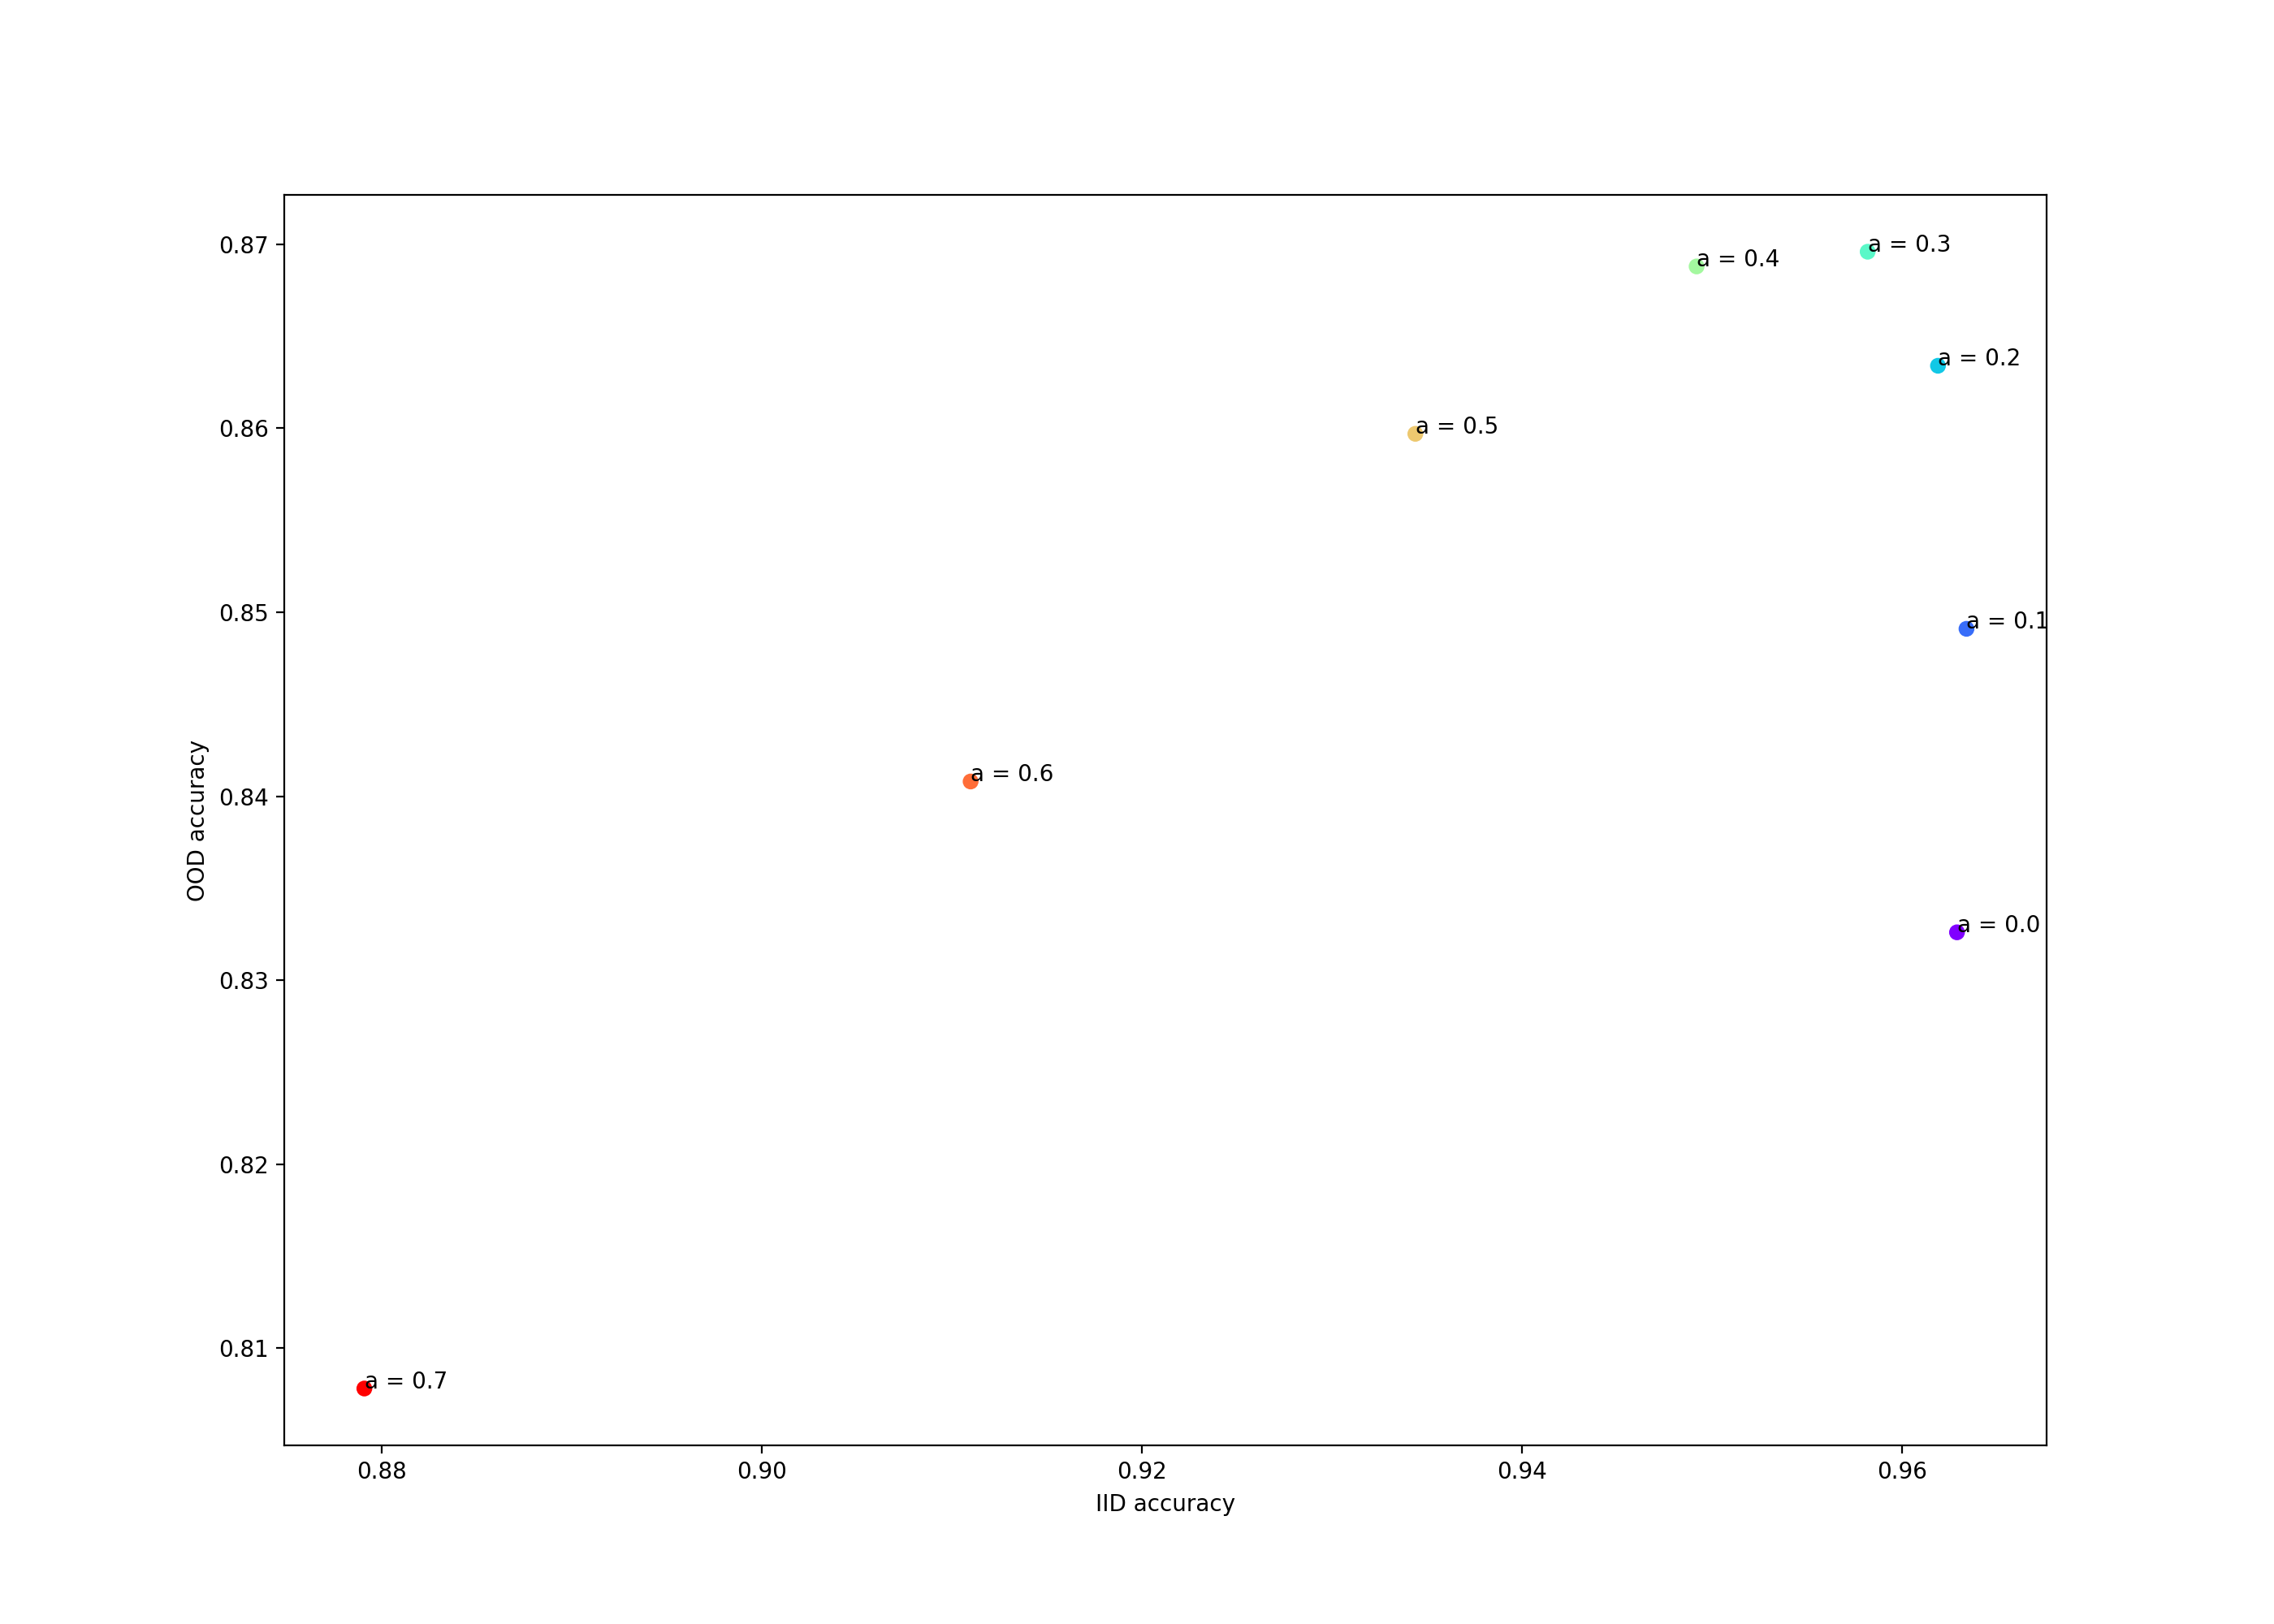 0.87
0.86
0.85
0.84
0.83
0.82
0.81
OOD accuracy
a = 0.3
a = 0.4
a = 0.2
a = 0.5
a = 0.1
a = 0.6
a = 0.0
a = 0.7
0.88 0.90 0.92 0.94 0.96
IID accuracy